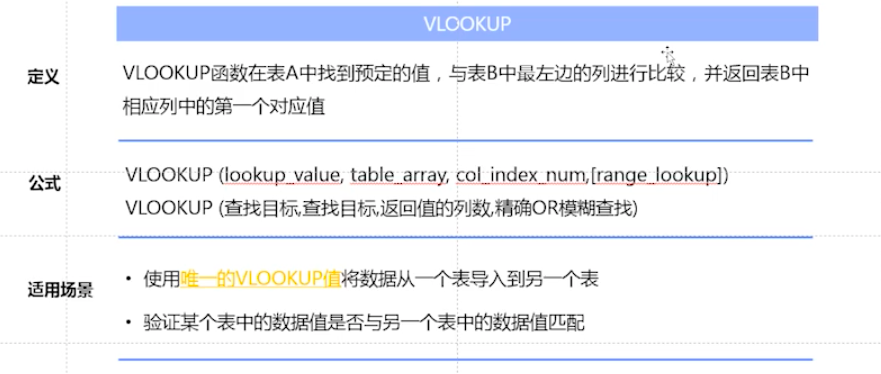 VLOOKUP
定义
VLOOKUP函数在表A中找到预定的值，与表B中最左边的列进行比较，并返回表B中
相应列中的第一个对应值
公式
VLOOKUP (lookup_value, table_array, col_index_num,[range_lookup])
VLOOKUP (查找目标,查找目标,返回值的列数,精确OR模糊查找)
适用场景
• 使用唯一的VLOOKUP值将数据从一个表导入到另一个表
• 验证某个表中的数据值是否与另一个表中的数据值匹配